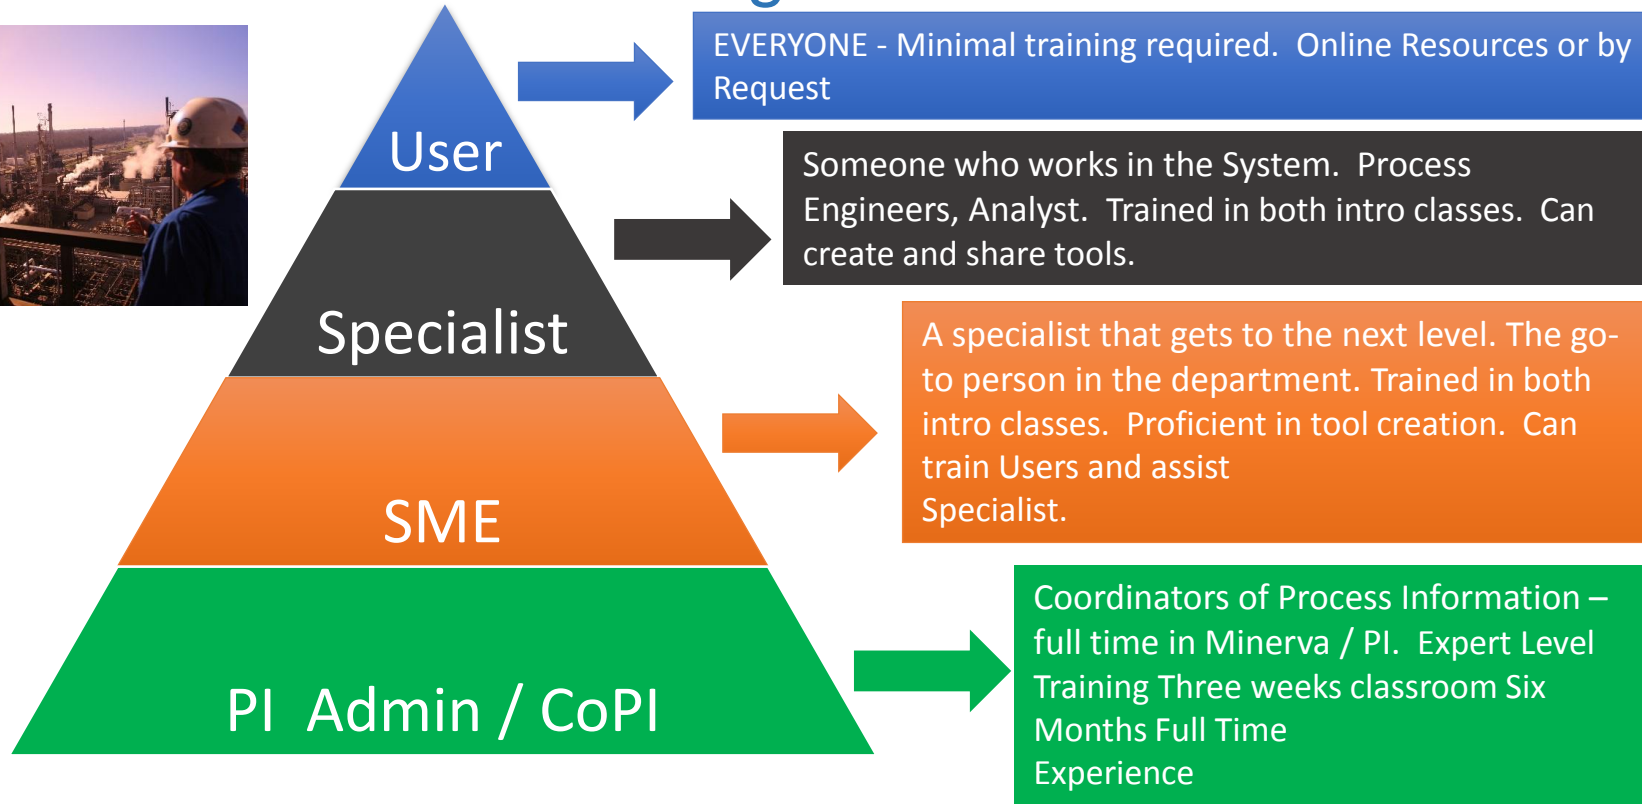 EVERYONE - Minimal training required.  Online Resources or by
Request
User
Someone who works in the System.  Process
Engineers, Analyst.  Trained in both intro classes.  Can
create and share tools.
Specialist
A specialist that gets to the next level. The go-
to person in the department. Trained in both
intro classes.  Proficient in tool creation.  Can
train Users and assist
Specialist.
SME
Coordinators of Process Information –
full time in Minerva / PI.  Expert Level
Training Three weeks classroom Six
Months Full Time
Experience
PI  Admin / CoPI